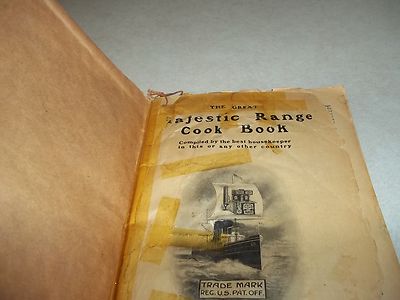 THE GREAT
Majestic Range
Cook Book
Compiled by the best housekeeper
in this or any other country
TRADE MARK
REG. U.S. PAT. OFF.